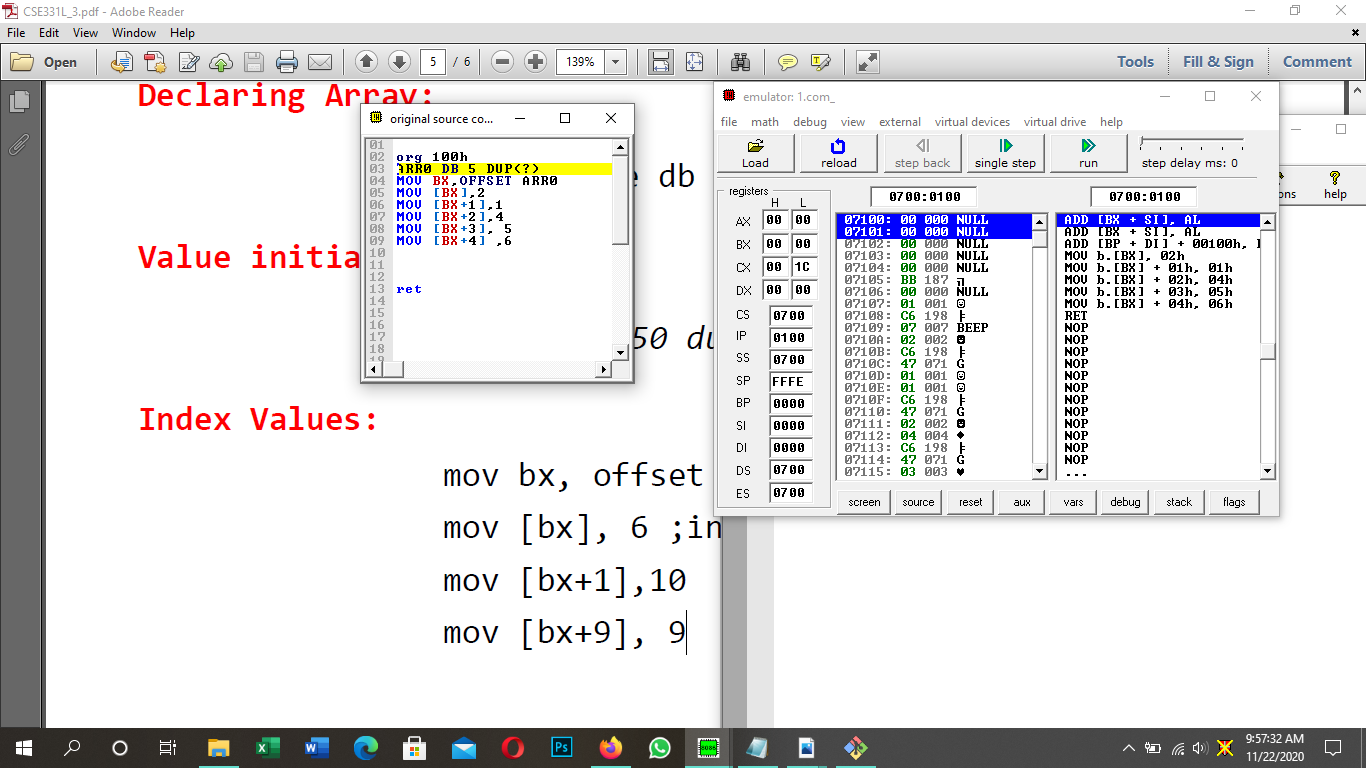 CSE331L_3.pdf - Adobe Reader
File Edit View Window Help
Open
5 / 6
139%
Tools
Fill & Sign
Comment
Declaring Array:
db
Value initia
50 du
Index Values:
mov bx, offset
mov [bx], 6 ;in
mov [bx+1],10
mov [bx+9], 9
original source co...
01
02 org 100h
03 ARR0 DB 5 DUP(?)
04 MOV BX,OFFSET ARR0
05 MOV [BX],2
06 MOV [BX+1],1
07 MOV [BX+2],4
08 MOV [BX+3], 5
09 MOV [BX+4] ,6
10
11
12
13 ret
14
15
16
17
18
emulator: 1.com_
file math debug view external virtual devices virtual drive help
Load reload step back single step run step delay ms: 0
registers
H L
AX 00 00
BX 00 00
CX 00 1C
DX 00 00
CS 0700
IP 0100
SS 0700
SP FFFE
BP 0000
SI 0000
DI 0000
DS 0700
ES 0700
0700:0100
07100: 00 000 NULL
07101: 00 000 NULL
07102: 00 000 NULL
07103: 00 000 NULL
07104: 00 000 NULL
07105: BB 187 ╗
07106: 00 000 NULL
07107: 01 001 ☺
07108: C6 198 ╞
07109: 07 007 BEEP
0710A: 02 002 ☻
0710B: C6 198 ╞
0710C: 47 071 G
0710D: 01 001 ☺
0710E: 01 001 ☺
0710F: C6 198 ╞
07110: 47 071 G
07111: 02 002 ☻
07112: 04 004 ♦
07113: C6 198 ╞
07114: 47 071 G
07115: 03 003 ♥
0700:0100
ADD [BX + SI], AL
ADD [BX + SI], AL
ADD [BP + DI] + 00100h,
MOV b.[BX], 02h
MOV b.[BX] + 01h, 01h
MOV b.[BX] + 02h, 04h
MOV b.[BX] + 03h, 05h
MOV b.[BX] + 04h, 06h
RET
NOP
NOP
NOP
NOP
NOP
NOP
NOP
NOP
NOP
NOP
NOP
NOP
...
screen source reset aux vars debug stack flags
ons
help
9:57:32 AM
11/22/2020